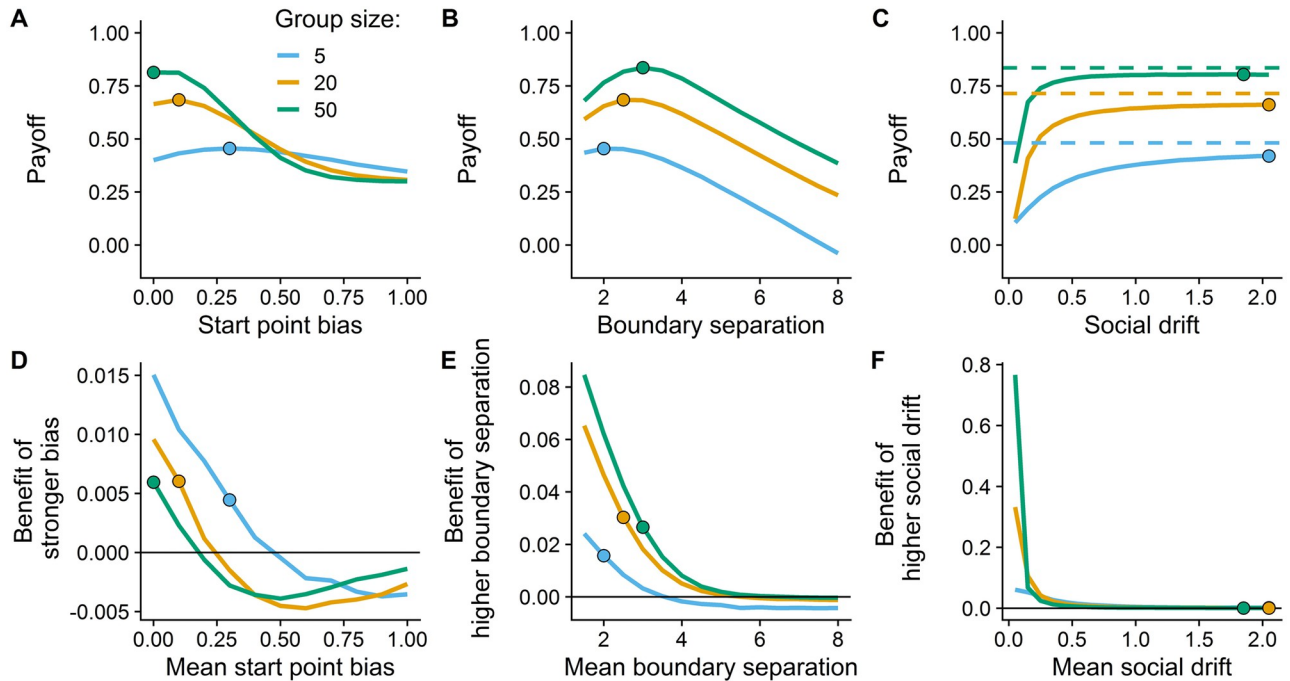 A
Group size:
5
20
50
Payoff
1.00
0.75
0.50
0.25
0.00
0.00 0.25 0.50 0.75 1.00
Start point bias
B
Payoff
1.00
0.75
0.50
0.25
0.00
2 4 6 8
Boundary separation
C
Payoff
1.00
0.75
0.50
0.25
0.00
0.0 0.5 1.0 1.5 2.0
Social drift
D
Benefit of
stronger bias
0.015
0.010
0.005
0.000
-0.005
0.00 0.25 0.50 0.75 1.00
Mean start point bias
E
Benefit of
higher boundary separation
0.08
0.06
0.04
0.02
0.00
2 4 6 8
Mean boundary separation
F
Benefit of
higher social drift
0.8
0.6
0.4
0.2
0.0
0.0 0.5 1.0 1.5 2.0
Mean social drift